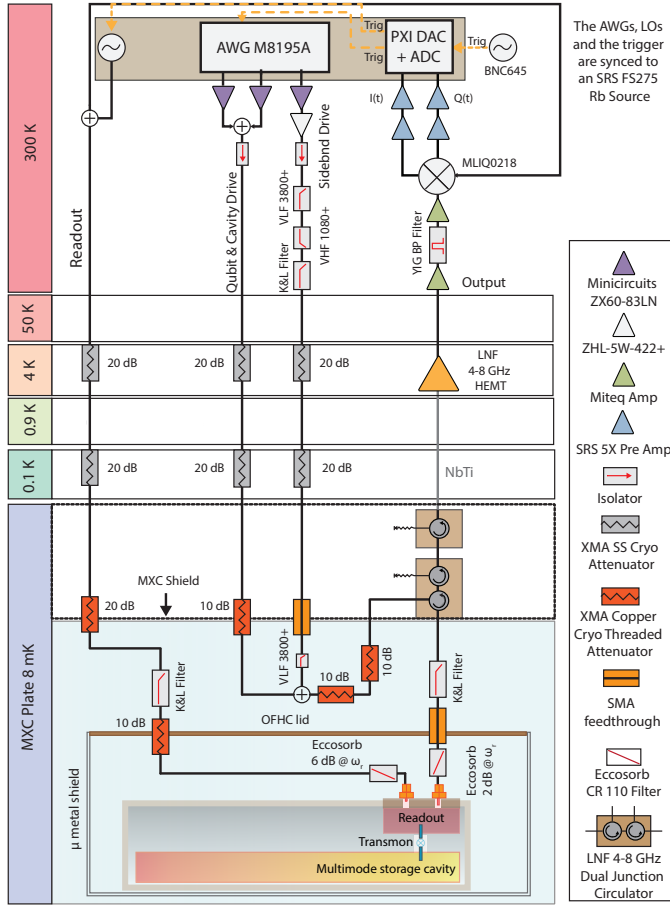 300 K
50 K
4 K
0.9 K
0.1 K
MXC Plate 8 mK
AWG M8195A
PXI DAC
+ ADC
Trig
Trig
Trig
BNC645
The AWGs, LOs
and the trigger
are synced to
an SRS FS275
Rb Source
I(t)
Q(t)
MLIQ0218
Readout
Qubit & Cavity Drive
Sidebnd Drive
VLF 3800+
VHF 1080+
K&L Filter
YIG BP Filter
Output
20 dB
20 dB
20 dB
LNF
4-8 GHz
HEMT
20 dB
20 dB
20 dB
NbTi
MXC Shield
20 dB
10 dB
VLF 3800+
10 dB
10 dB
K&L Filter
K&L Filter
10 dB
OFHC lid
Eccosorb
6 dB @ ωr
Eccosorb
2 dB @ ωr
μ metal shield
Readout
Transmon
Multimode storage cavity
Minicircuits
ZX60-83LN
ZHL-5W-422+
Miteq Amp
SRS 5X Pre Amp
Isolator
XMA SS Cryo
Attenuator
XMA Copper
Cryo Threaded
Attenuator
SMA
feedthrough
Eccosorb
CR 110 Filter
LNF 4-8 GHz
Dual Junction
Circulator